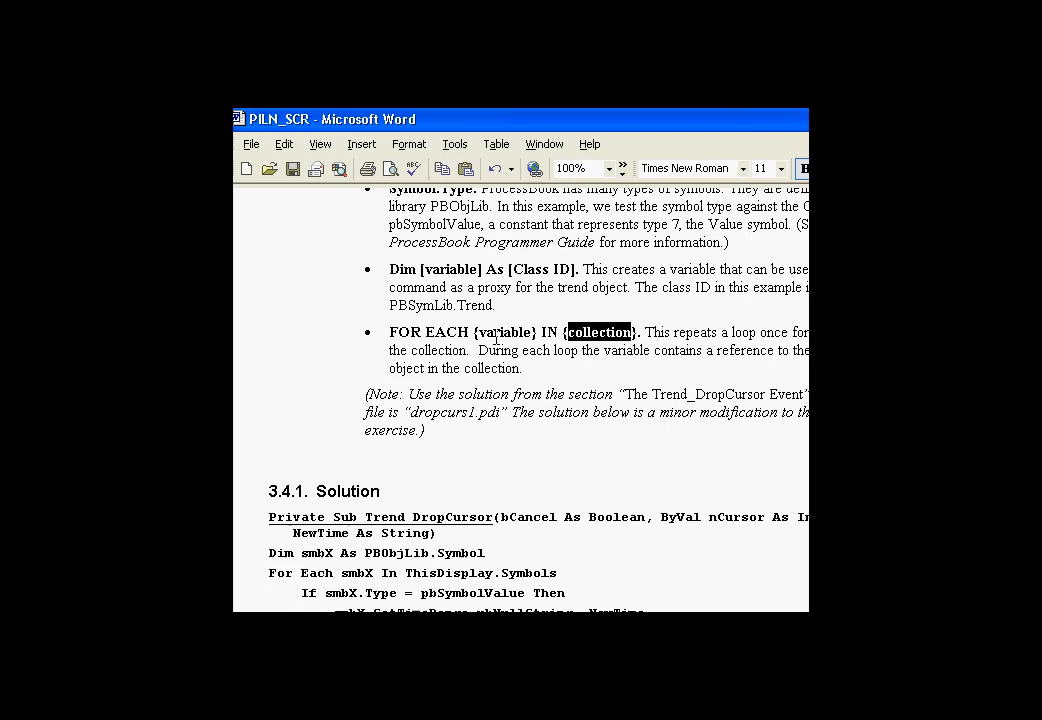 PILN_SCR - Microsoft Word
File Edit View Insert Format Tools Table Window Help
100% Times New Roman 11
Symbol.Type. ProcessBook has many types of symbols. They are
library PBObjLib. In this example, we test the symbol type against the
pbSymbolValue, a constant that represents type 7, the Value symbol. (S
ProcessBook Programmer Guide for more information.)
• Dim [variable] As [Class ID]. This creates a variable that can be use
command as a proxy for the trend object. The class ID in this example i
PBSymLib.Trend.
• FOR EACH {variable} IN {collection}. This repeats a loop once for
the collection. During each loop the variable contains a reference to the
object in the collection.
(Note: Use the solution from the section “The Trend_DropCursor Event”
file is “dropcurs1.pdi” The solution below is a minor modification to th
exercise.)
3.4.1. Solution
Private Sub Trend_DropCursor(bCancel As Boolean, ByVal nCursor As In
NewTime As String)
Dim smbX As PBObjLib.Symbol
For Each smbX In ThisDisplay.Symbols
If smbX.Type = pbSymbolValue Then
smbX.SetTimeRange vbNullString, NewTime